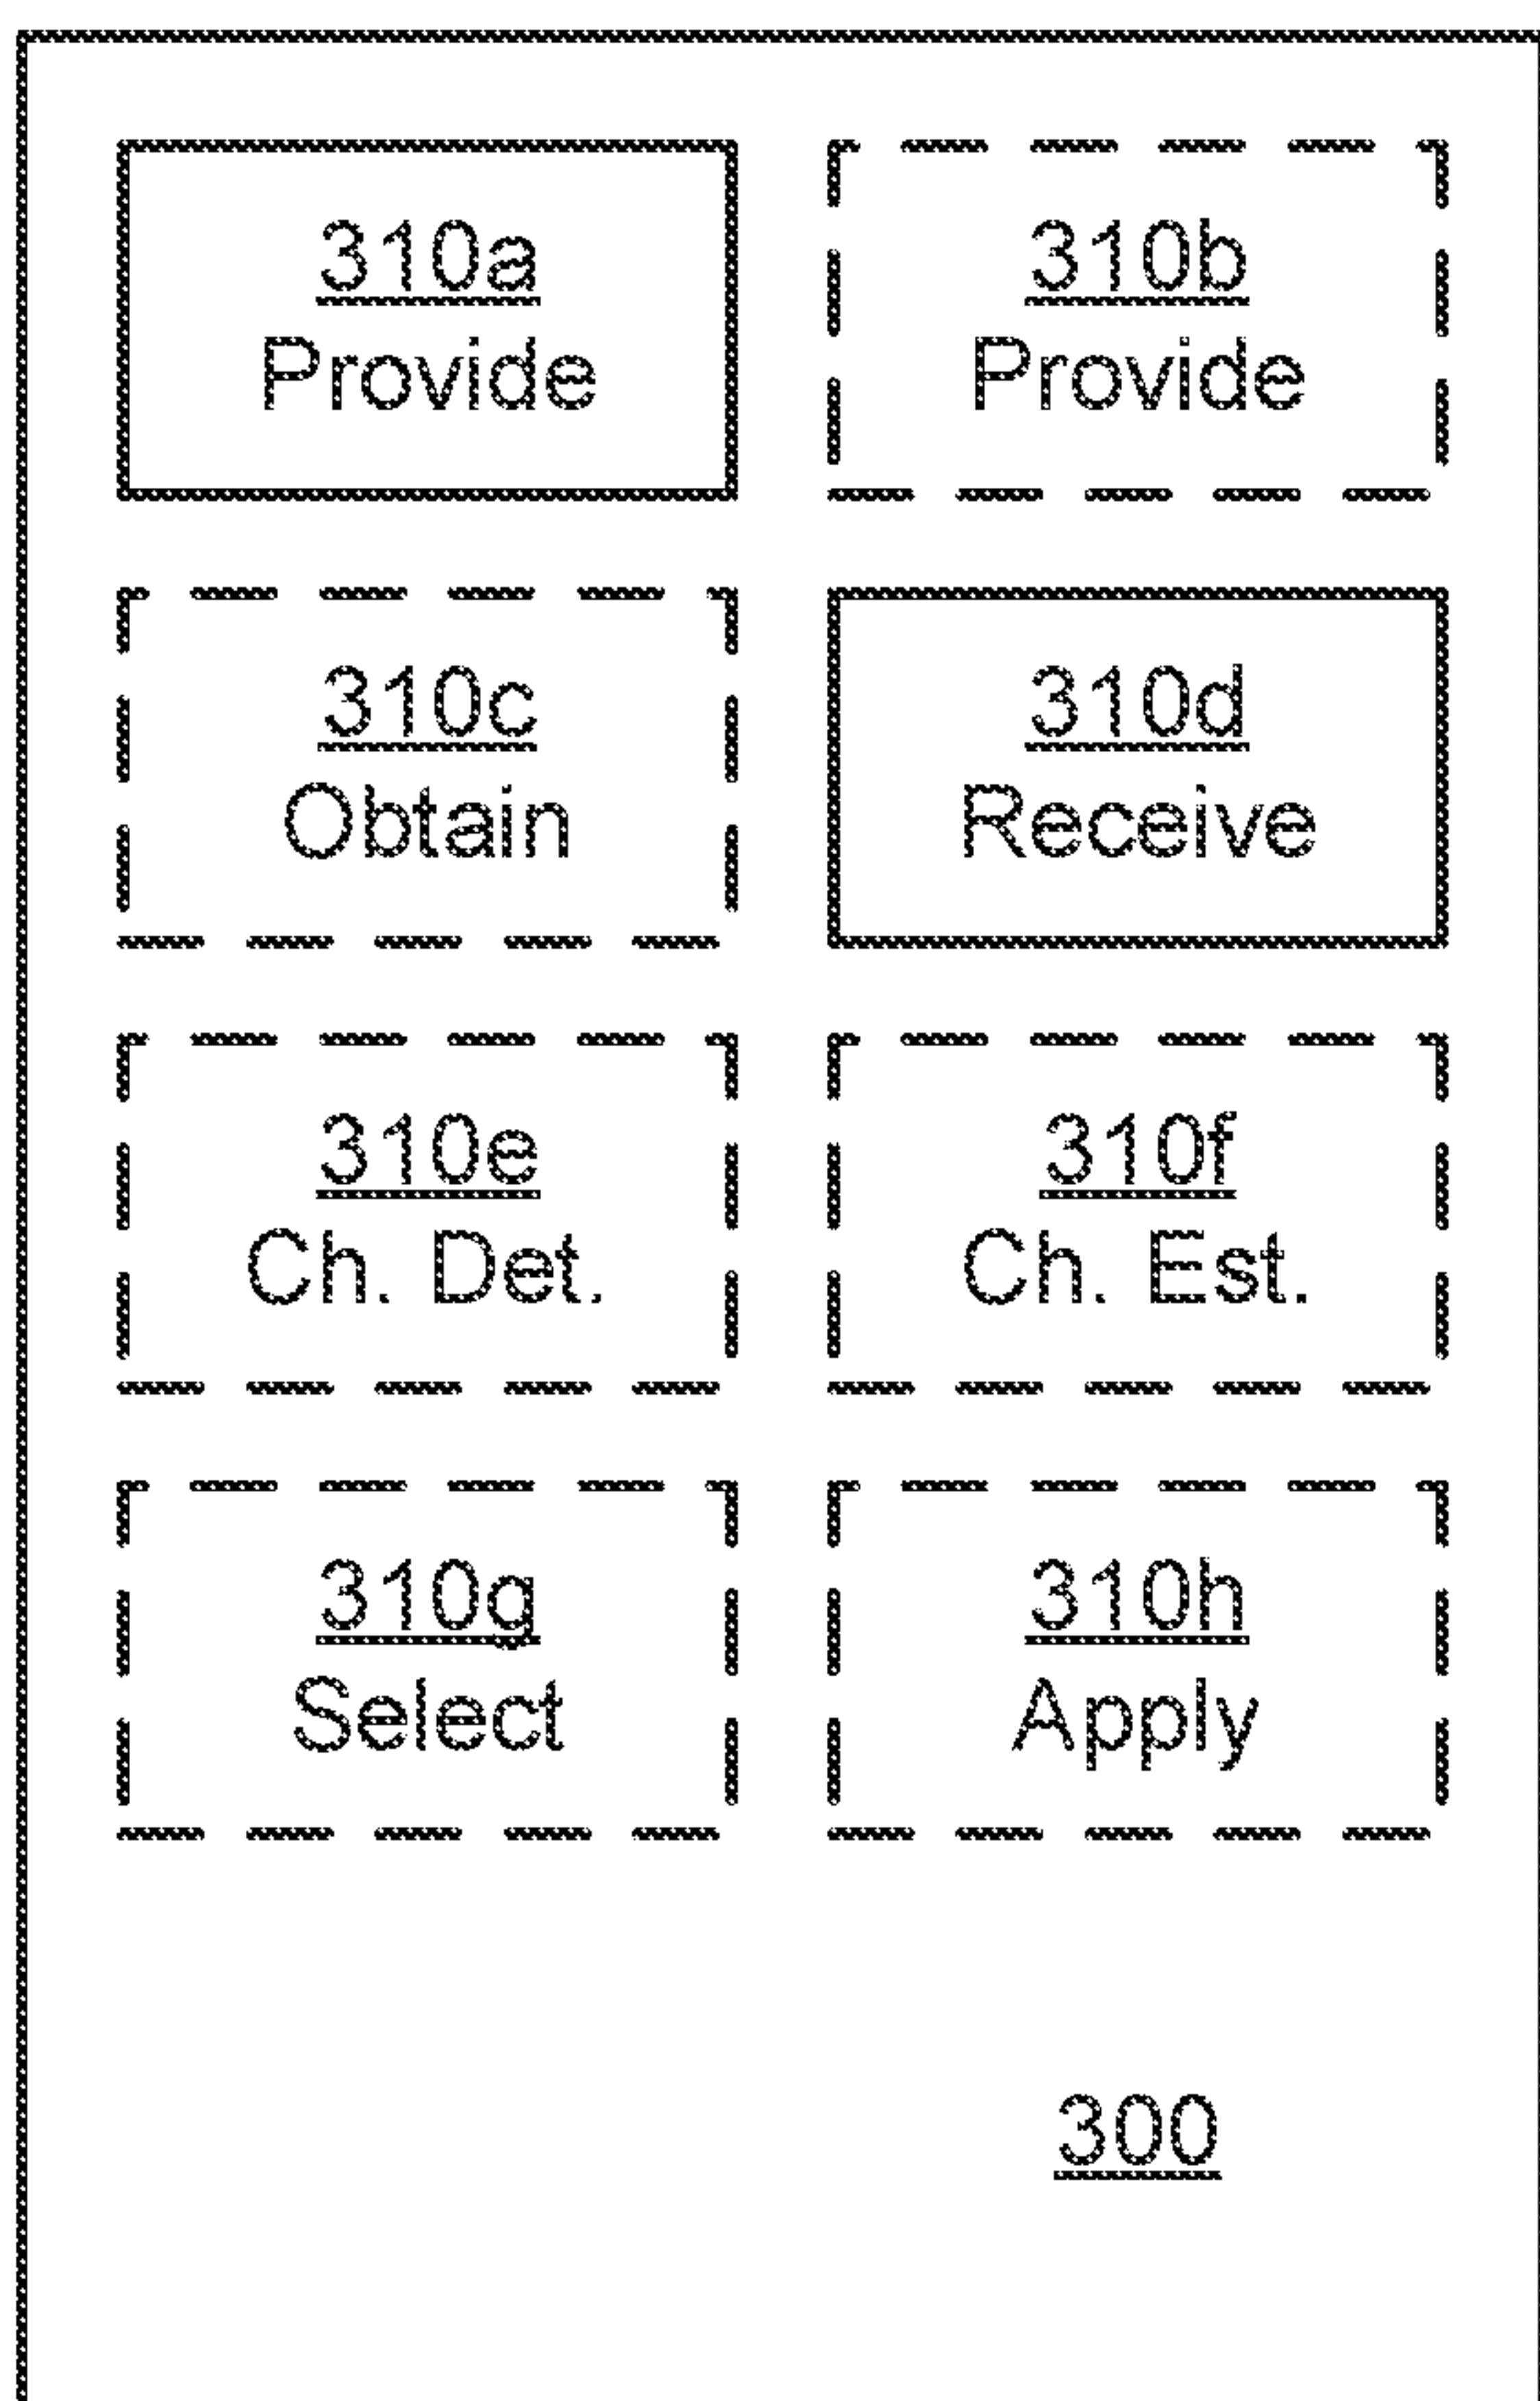 310a
Provide
310b
Provide
310c
Obtain
310d
Receive
310e
Ch. Det.
310f
Ch. Est.
310g
Select
310h
Apply
300